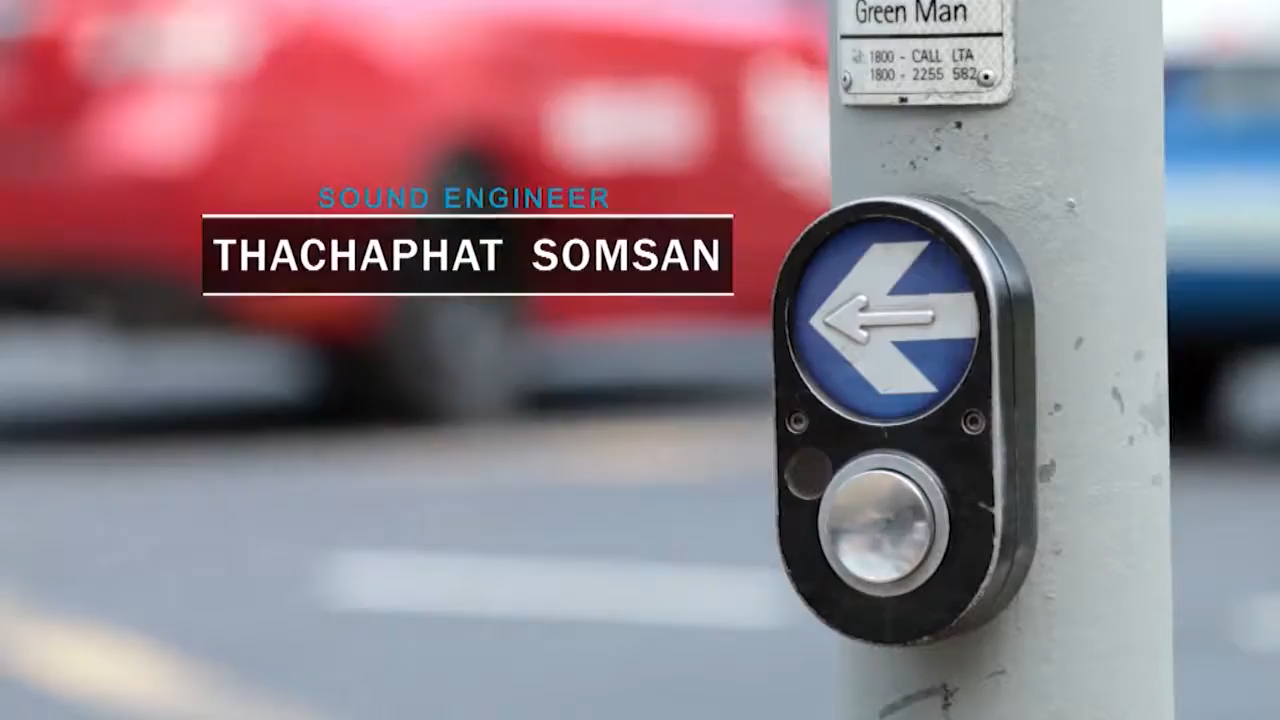 Green Man
1800 - CALL LTA
1800 - 2255 582
SOUND ENGINEER
THACHAPHAT SOMSAN